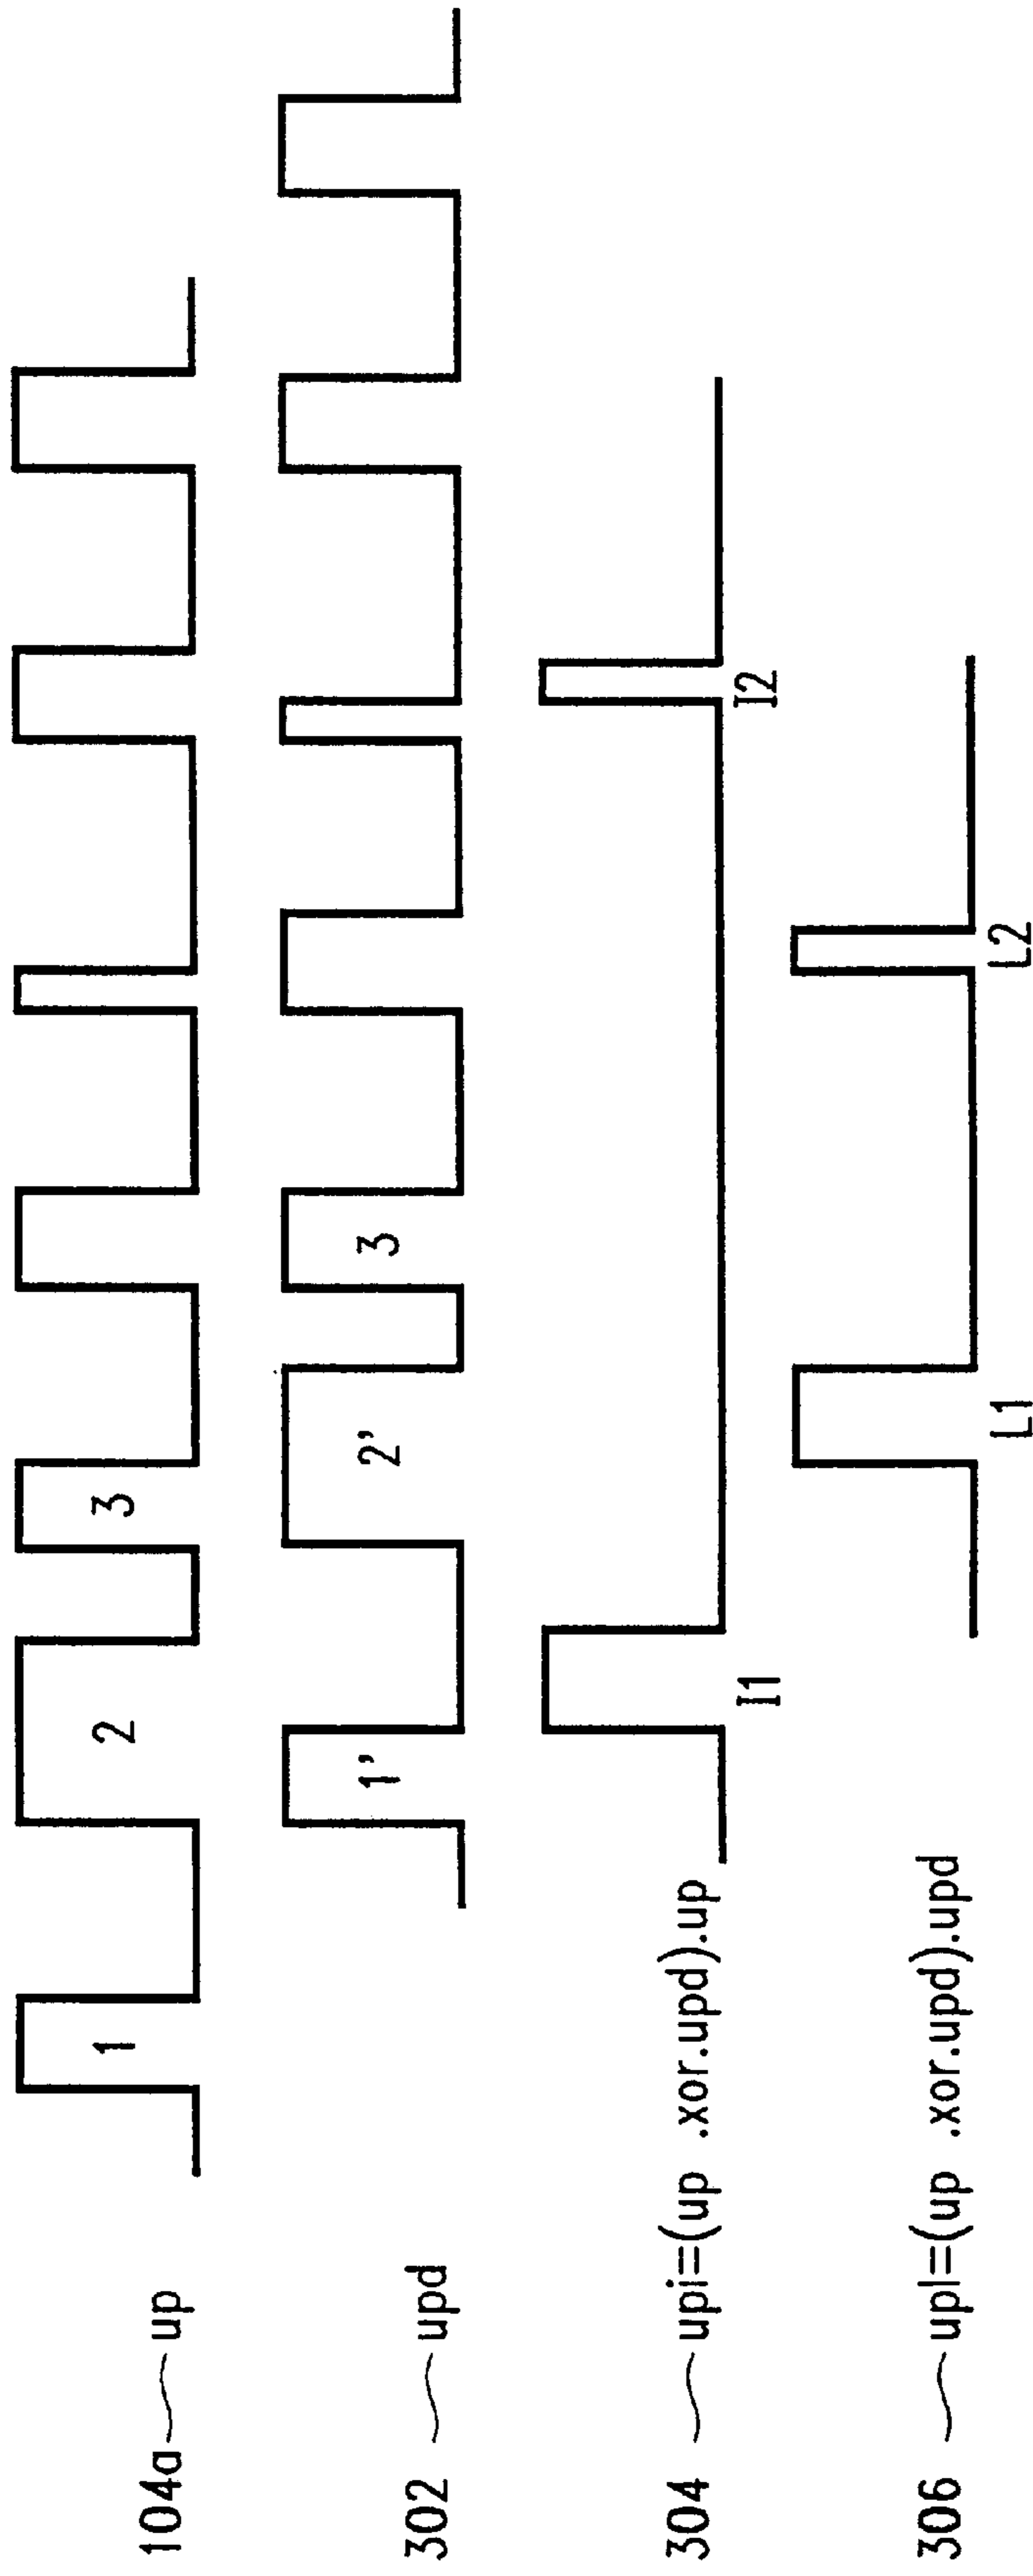 104a up 1 2 3
302 upd 1' 2' 3
304 upi=(up .xor.upd).up I1 I2
306 upl=(up .xor.upd).upd L1 L2